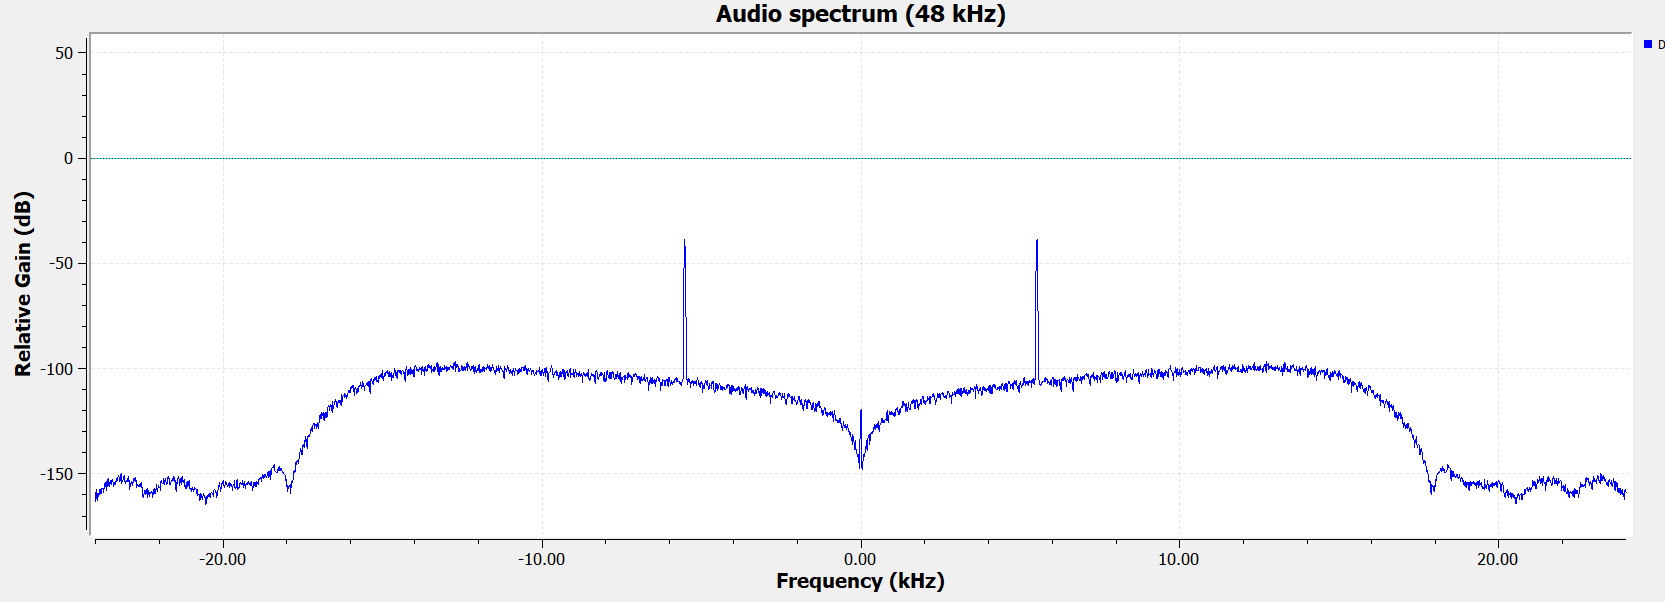 Audio spectrum (48 kHz)
50
0
-50
-100
-150
Relative Gain (dB)
-20.00 -10.00 0.00 10.00 20.00
Frequency (kHz)
D